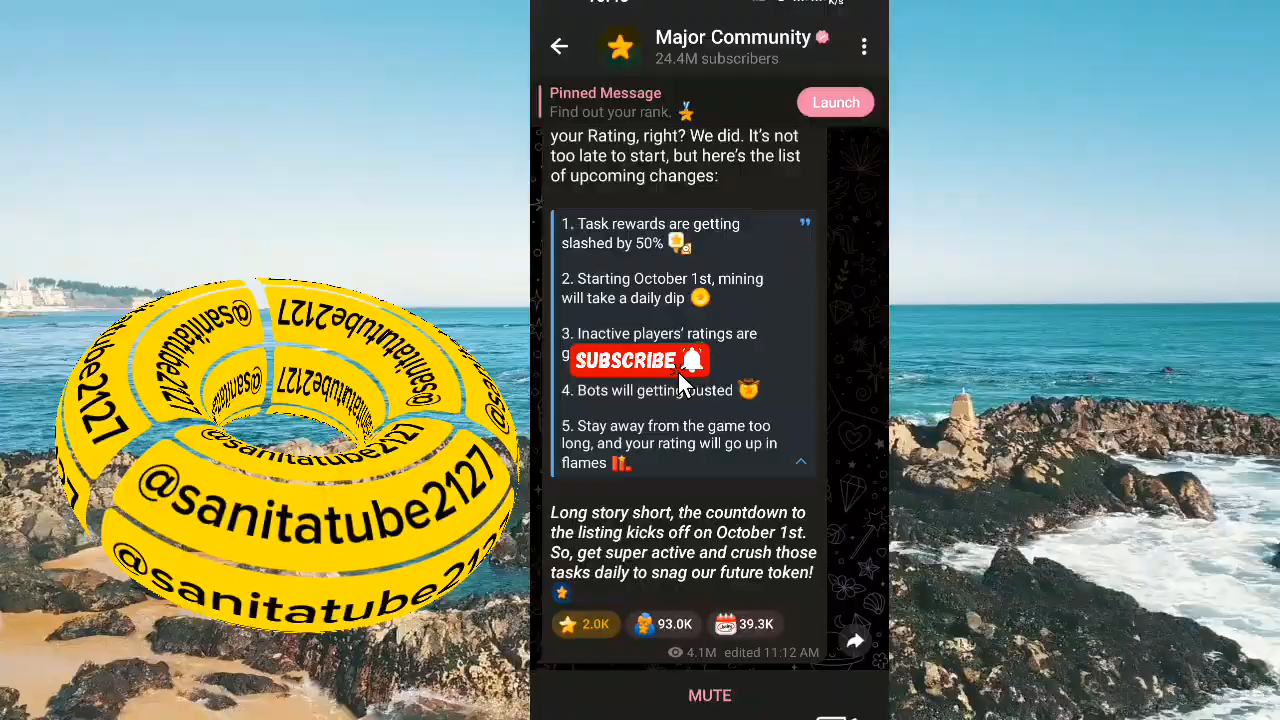 K/s
Major Community
24.4M subscribers
Pinned Message
Find out your rank.
Launch
your Rating, right? We did. It's not
too late to start, but here's the list
of upcoming changes:
1. Task rewards are getting
slashed by 50%
2. Starting October 1st, mining
will take a daily dip
3. Inactive players' ratings are
SUBSCRIBE
4. Bots will getting busted
5. Stay away from the game too
long, and your rating will go up in
flames
Long story short, the countdown to
the listing kicks off on October 1st.
So, get super active and crush those
tasks daily to snag our future token!
2.0K 93.0K 39.3K
4.1M edited 11:12 AM
MUTE
@sanitatube2127
@sanitatube2127
@sanitatube2127
@sanitatube2127
@sanitatube2127